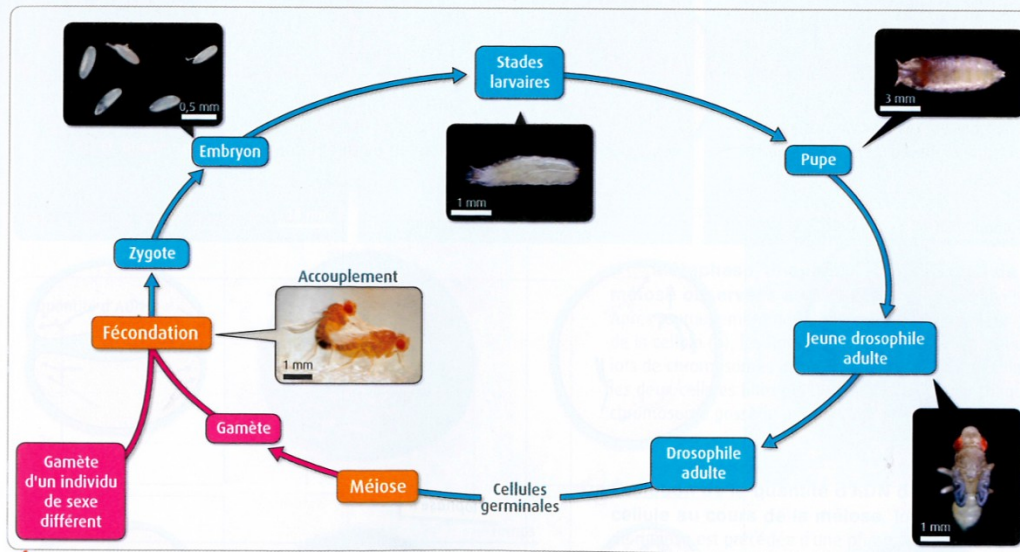 0,5 mm
Embryon
Stades
larvaires
1 mm
3 mm
Pupe
Zygote
Accouplement
1 mm
Fécondation
Jeune drosophile
adulte
1 mm
Gamète
Gamète
d'un individu
de sexe
différent
Méiose
Cellules
germinales
Drosophile
adulte